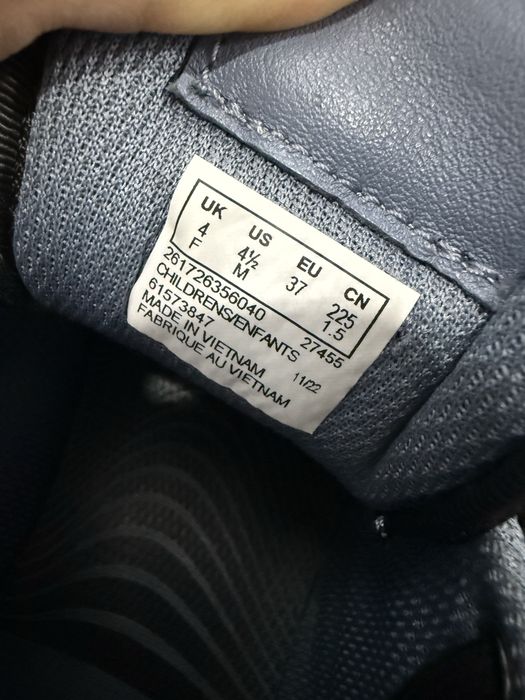 UK US EU CN
4 4½ 37 225
F M 1.5
261726356040
CHILDRENS/ENFANTS 27455
61573847
MADE IN VIETNAM 11/22
FABRIQUE AU VIETNAM